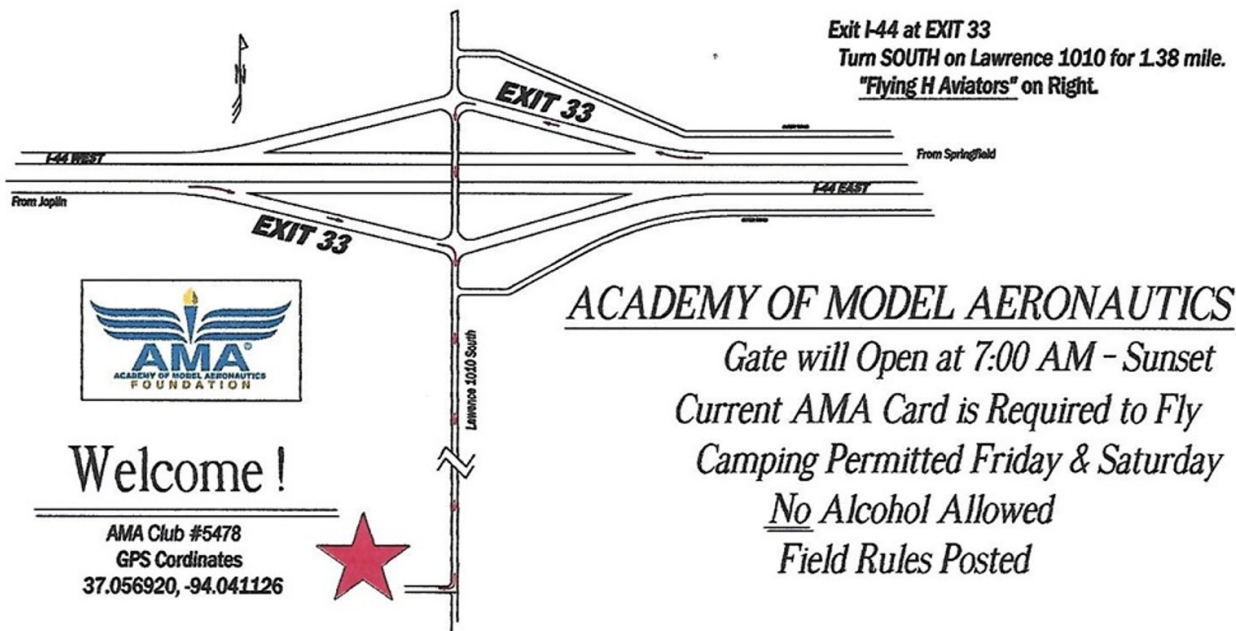 Exit I-44 at EXIT 33
Turn SOUTH on Lawrence 1010 for 1.38 mile.
"Flying H Aviators" on Right.
N
EXIT 33
I-44 WEST
From Springfield
From Joplin
I-44 EAST
EXIT 33
Lawence 1010 South
AMA®
ACADEMY OF MODEL AERONAUTICS
FOUNDATION
Welcome !
AMA Club #5478
GPS Cordinates
37.056920, -94.041126
ACADEMY OF MODEL AERONAUTICS
Gate will Open at 7:00 AM - Sunset
Current AMA Card is Required to Fly
Camping Permitted Friday & Saturday
No Alcohol Allowed
Field Rules Posted